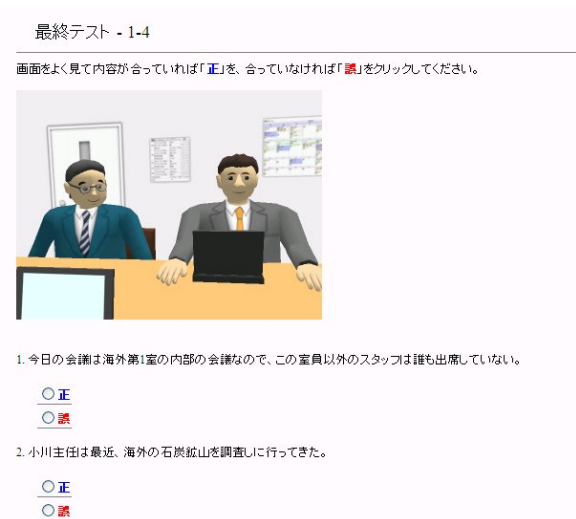 最終テスト - 1-4
画面をよく見て内容が合っていれば「正」を、合っていなければ「誤」をクリックしてください。
1. 今日の会議は海外第1室の内部の会議なので、この室員以外のスタッフは誰も出席していない。
正
誤
2. 小川主任は最近、海外の石炭鉱山を調査しに行ってきた。
正
誤